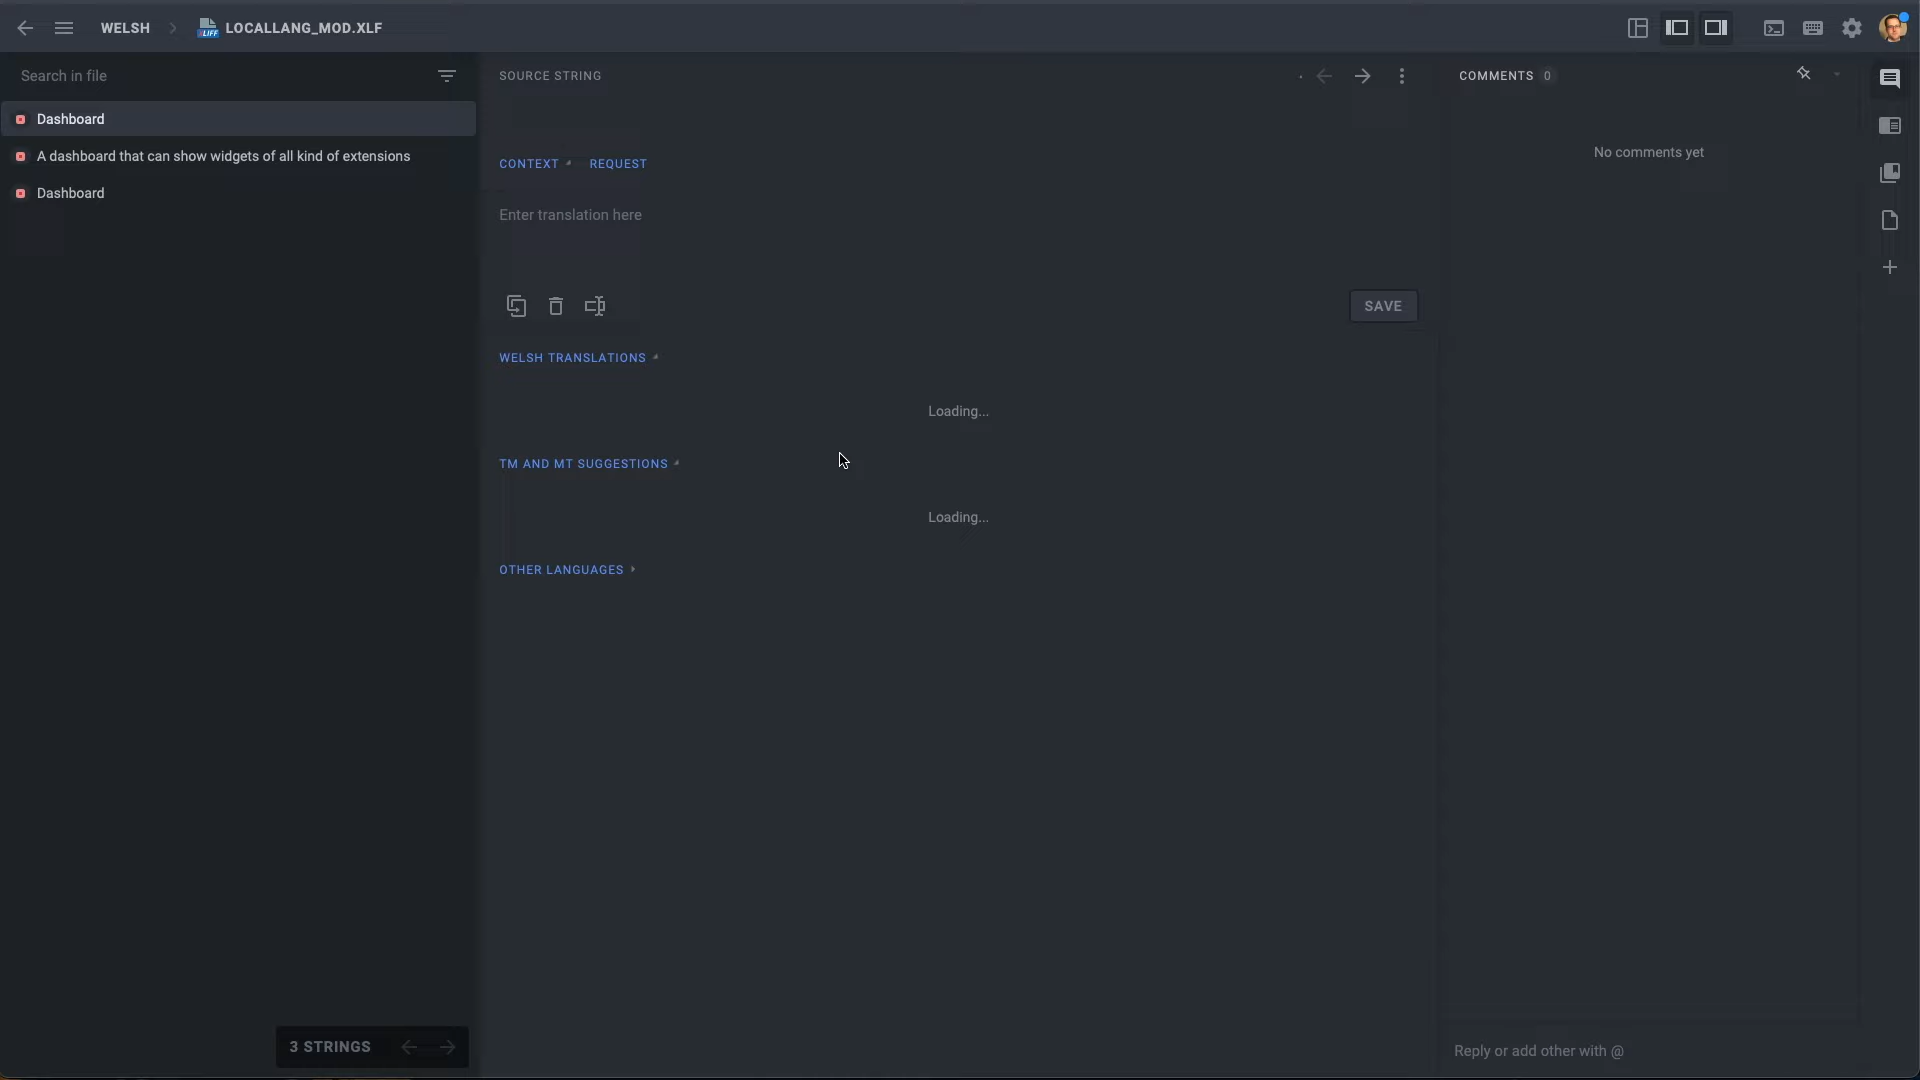 WELSH
LOCALLANG_MOD.XLF
LIFF
Search in file
Dashboard
A dashboard that can show widgets of all kind of extensions
Dashboard
3 STRINGS
SOURCE STRING
CONTEXT
REQUEST
Enter translation here
SAVE
WELSH TRANSLATIONS
Loading...
TM AND MT SUGGESTIONS
Loading...
OTHER LANGUAGES
COMMENTS 0
No comments yet
Reply or add other with @